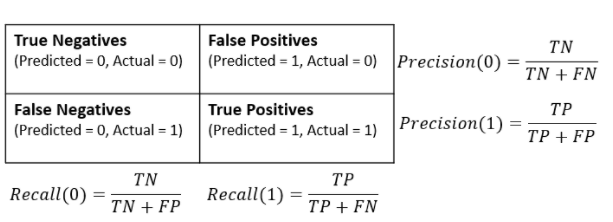 True Negatives
(Predicted = 0, Actual = 0)
False Positives
(Predicted = 1, Actual = 0)
Precision(0) = TN / TN + FN
False Negatives
(Predicted = 0, Actual = 1)
True Positives
(Predicted = 1, Actual = 1)
Precision(1) = TP / TP + FP
Recall(0) = TN / TN + FP
Recall(1) = TP / TP + FN